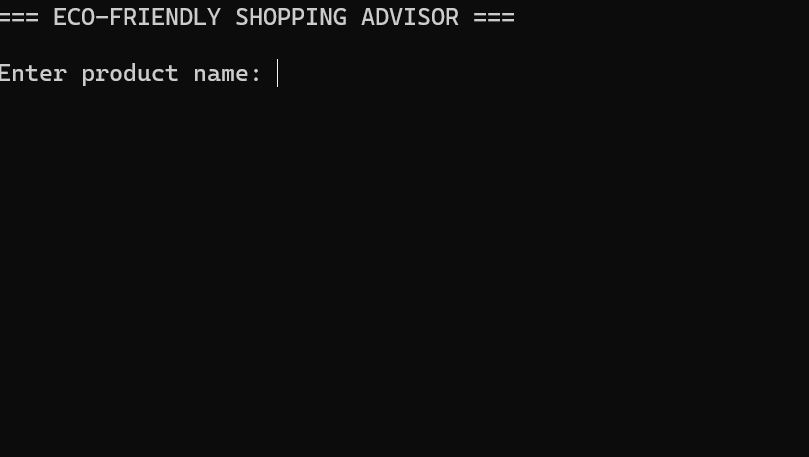 === ECO-FRIENDLY SHOPPING ADVISOR ===
Enter product name: